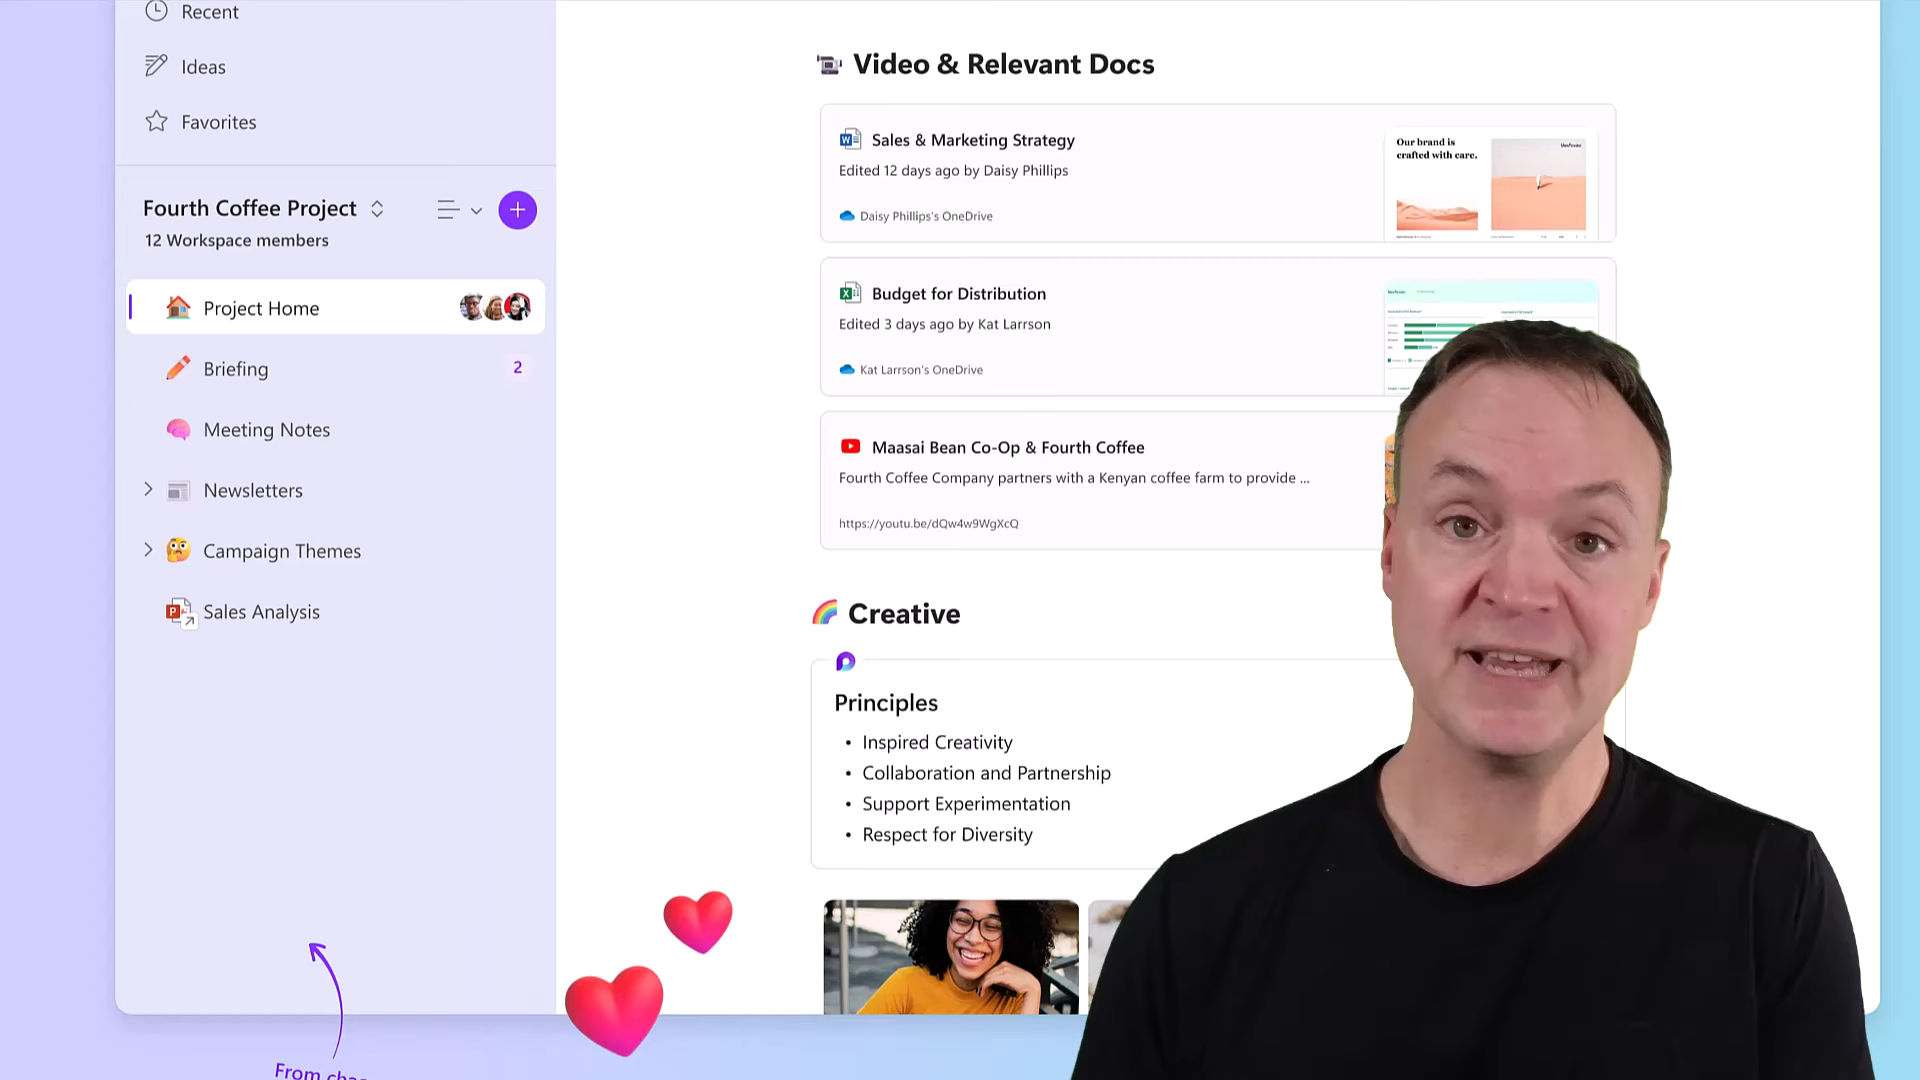 Recent
Ideas
Favorites
Fourth Coffee Project
12 Workspace members
Project Home
Briefing
2
Meeting Notes
Newsletters
Campaign Themes
Sales Analysis
From
Video & Relevant Docs
Sales & Marketing Strategy
Edited 12 days ago by Daisy Phillips
Daisy Phillips's OneDrive
Our brand is
crafted with care.
Budget for Distribution
Edited 3 days ago by Kat Larrson
Kat Larrson's OneDrive
Maasai Bean Co-Op & Fourth Coffee
Fourth Coffee Company partners with a Kenyan coffee farm to provide ...
https://youtu.be/dQw4w9WgXcQ
Creative
Principles
• Inspired Creativity
• Collaboration and Partnership
• Support Experimentation
• Respect for Diversity